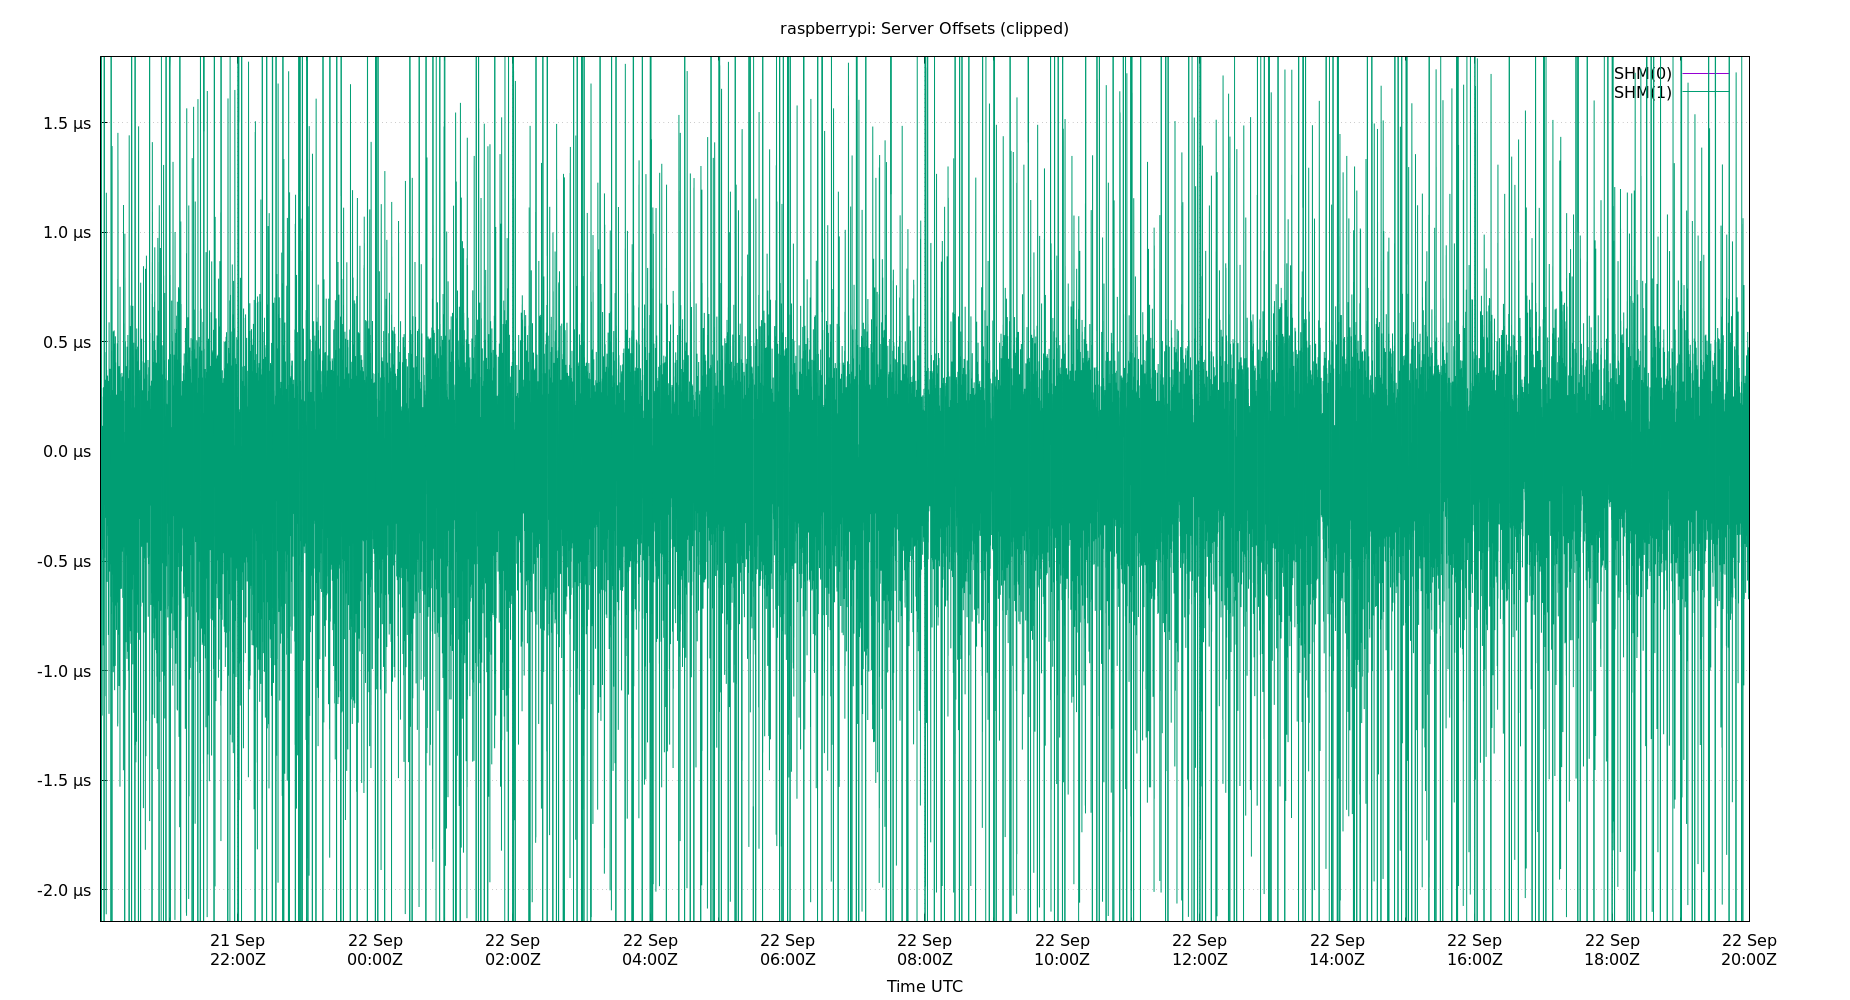 raspberrypi: Server Offsets (clipped)
SHM(0)
SHM(1)
1.5 µs
1.0 µs
0.5 µs
0.0 µs
-0.5 µs
-1.0 µs
-1.5 µs
-2.0 µs
21 Sep 22 Sep 22 Sep 22 Sep 22 Sep 22 Sep 22 Sep 22 Sep 22 Sep 22 Sep 22 Sep 22 Sep
22:00Z 00:00Z 02:00Z 04:00Z 06:00Z 08:00Z 10:00Z 12:00Z 14:00Z 16:00Z 18:00Z 20:00Z
Time UTC